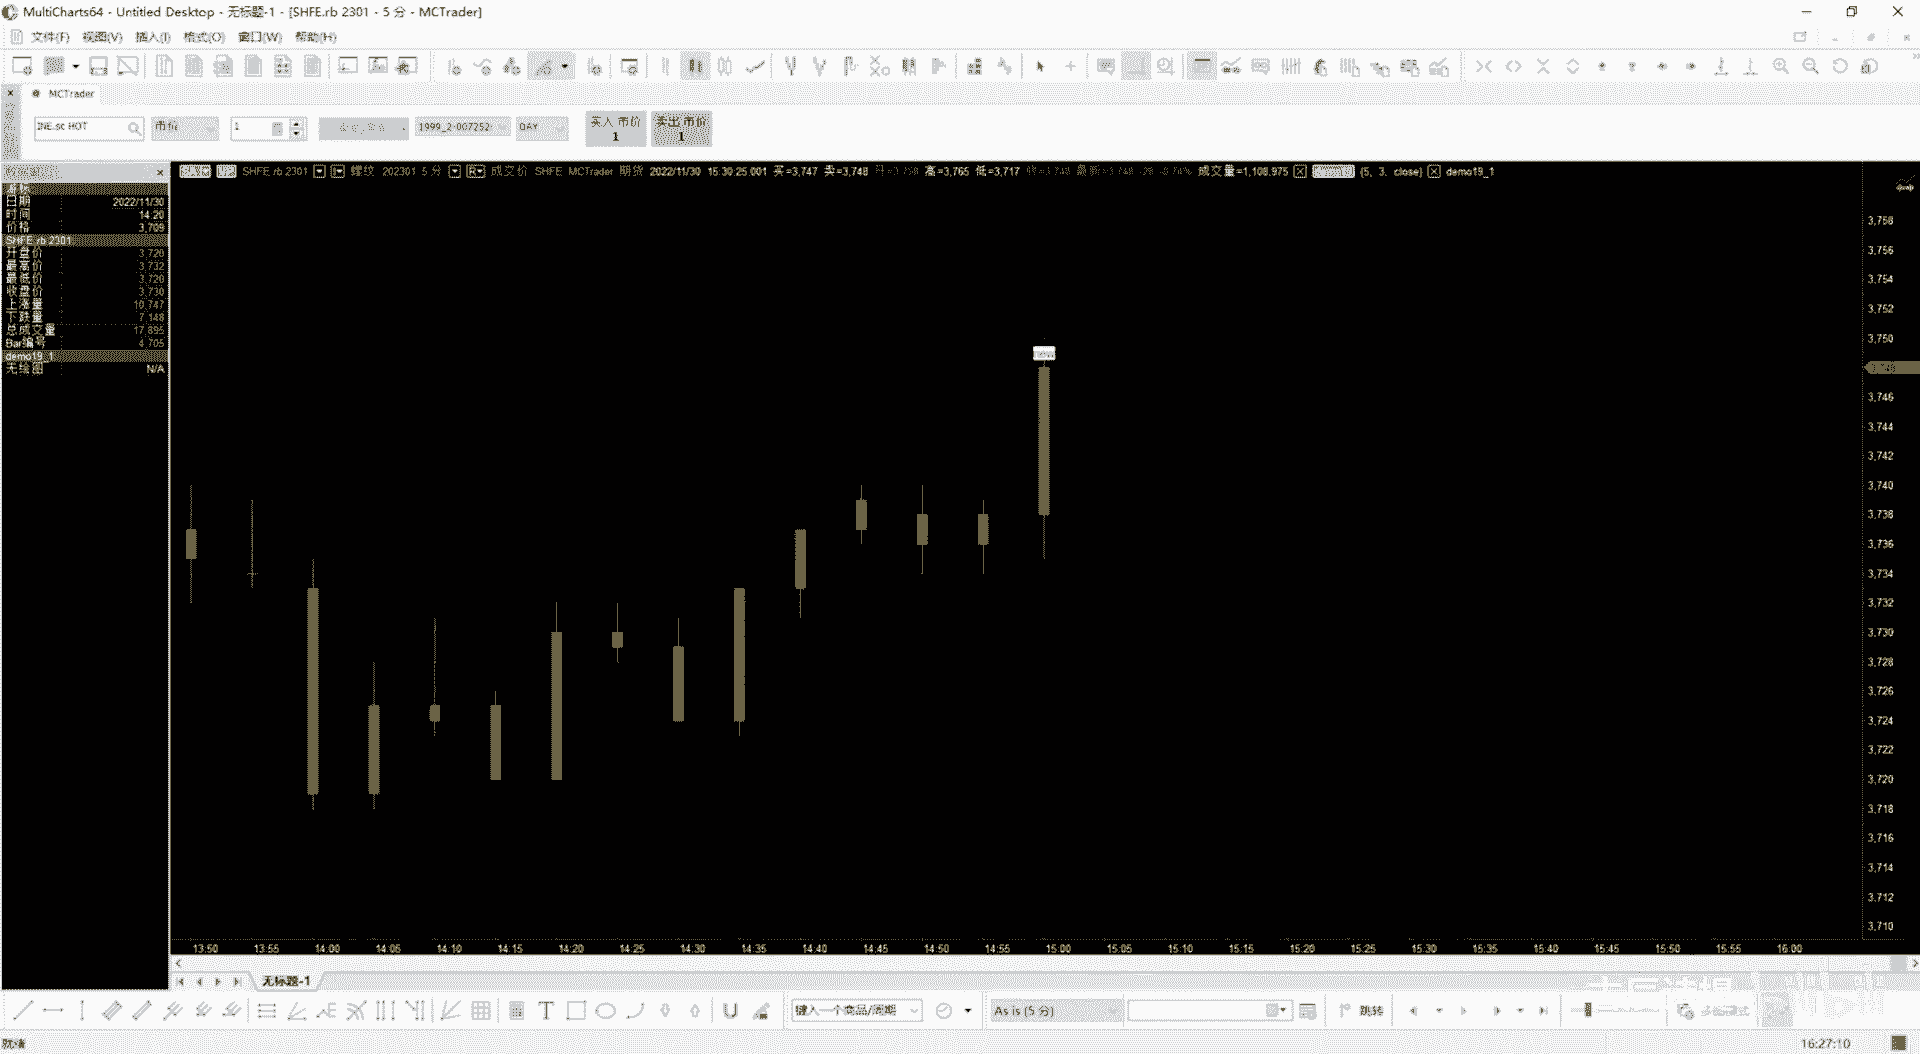 MultiCharts64 - Untitled Desktop - 无标题-1 - [SHFE.rb 2301 - 5 分 - MCTrader]
文件(F) 视图(V) 插入(I) 格式(O) 窗口(W) 帮助(H)
MCTrader
INE.sc HOT 市价 1 1999_2-007252- DAY 买入 市价 1 卖出 市价 1
SHFE rb 2301 螺纹 202301 5 分 成交价 SHFE MCTrader 期货 2022/11/30 15:30:25.001 买=3,747 卖=3,748 高=3,765 低=3,717 成交量=1,108,975 (5, 3, close) demo19_1
日期 2022/11/30
时间 14:20
价格 3,709
SHFE rb 2301
开盘价 3,720
最高价 3,732
最低价 3,720
收盘价 3,730
上涨量 10,747
下跌量 7,148
总成交量 17,895
Bar编号 4,705
demo19_1
无绘图 N/A
3,758
3,756
3,754
3,752
3,750
3,746
3,744
3,742
3,740
3,738
3,736
3,734
3,732
3,730
3,728
3,726
3,724
3,722
3,720
3,718
3,716
3,714
3,712
3,710
13:50 13:55 14:00 14:05 14:10 14:15 14:20 14:25 14:30 14:35 14:40 14:45 14:50 14:55 15:00 15:05 15:10 15:15 15:20 15:25 15:30 15:35 15:40 15:45 15:50 15:55 16:00
无标题-1
键入一个商品/周期 As is (5 分) 跳转
就绪 16:27:10